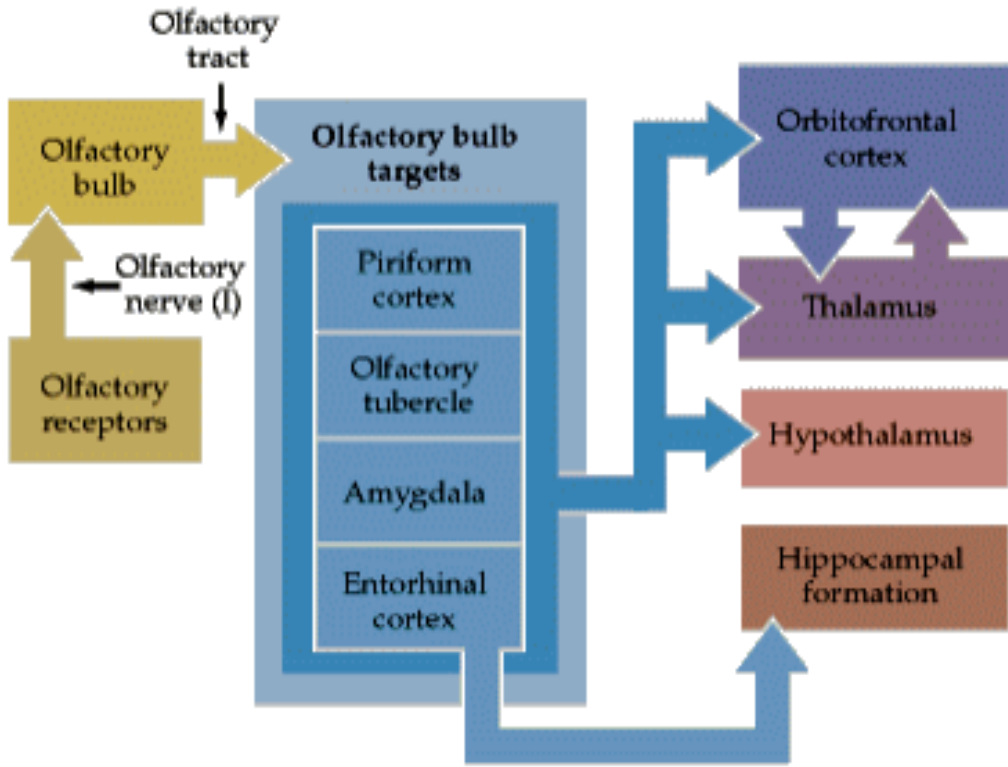 Olfactory
tract
Olfactory
bulb
Olfactory
nerve (I)
Olfactory
receptors
Olfactory bulb
targets
Piriform
cortex
Olfactory
tubercle
Amygdala
Entorhinal
cortex
Orbitofrontal
cortex
Thalamus
Hypothalamus
Hippocampal
formation